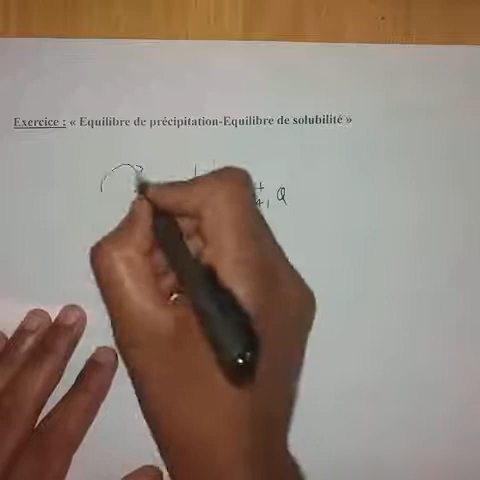 Exercice : « Equilibre de précipitation-Equilibre de solubilité »
Q